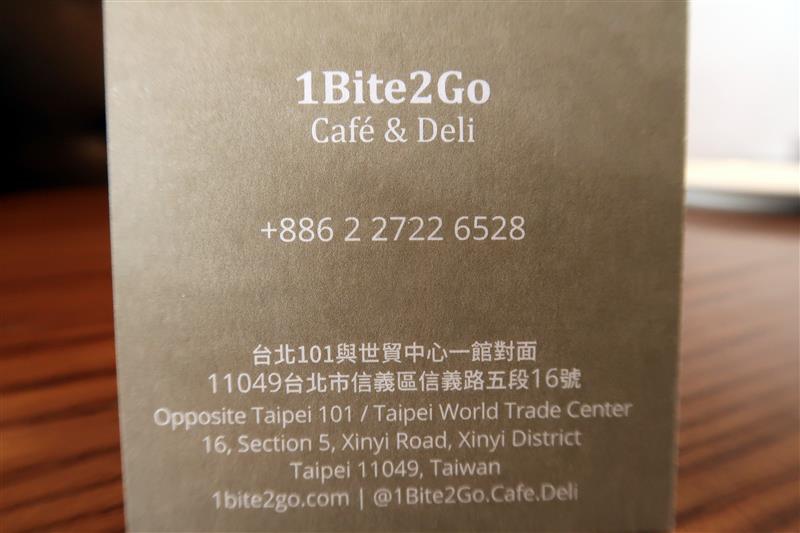 1Bite2Go
Café & Deli
+886 2 2722 6528
台北101與世貿中心一館對面
11049台北市信義區信義路五段16號
Opposite Taipei 101 / Taipei World Trade Center
16, Section 5, Xinyi Road, Xinyi District
Taipei 11049, Taiwan
1bite2go.com | @1Bite2Go.Cafe.Deli